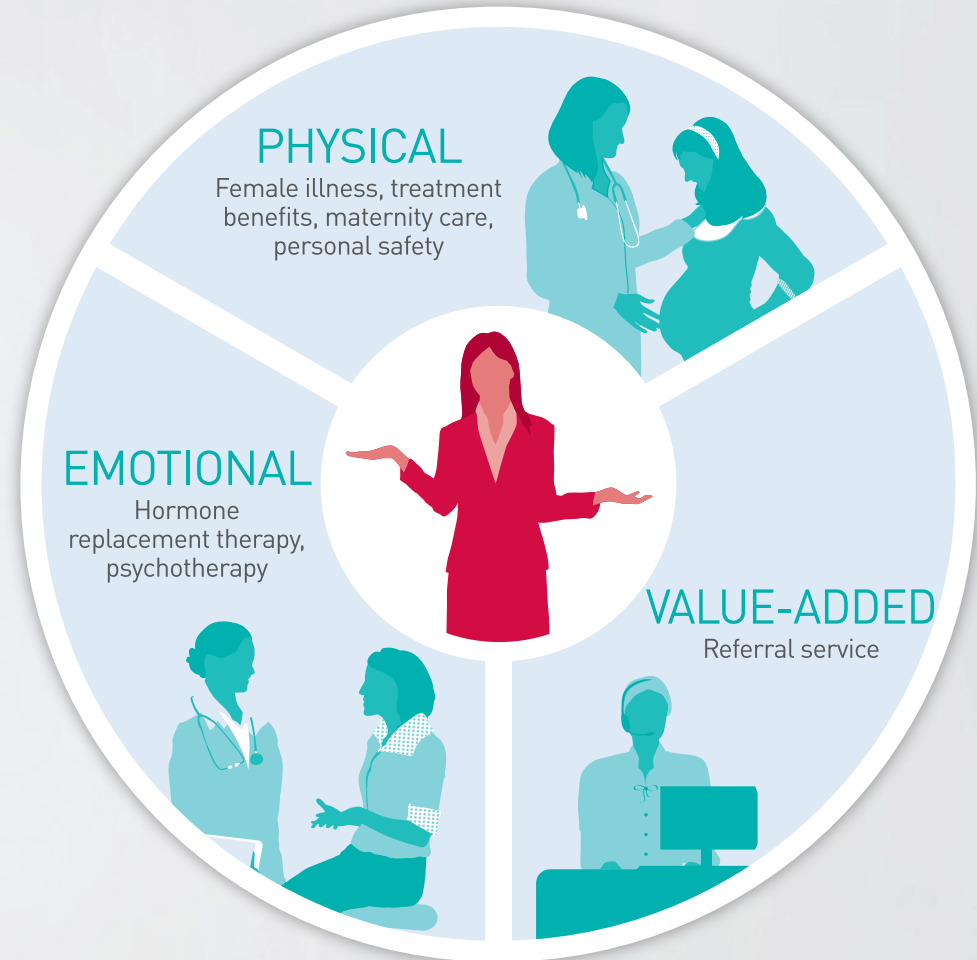 PHYSICAL
Female illness, treatment
benefits, maternity care,
personal safety
EMOTIONAL
Hormone
replacement therapy,
psychotherapy
VALUE-ADDED
Referral service